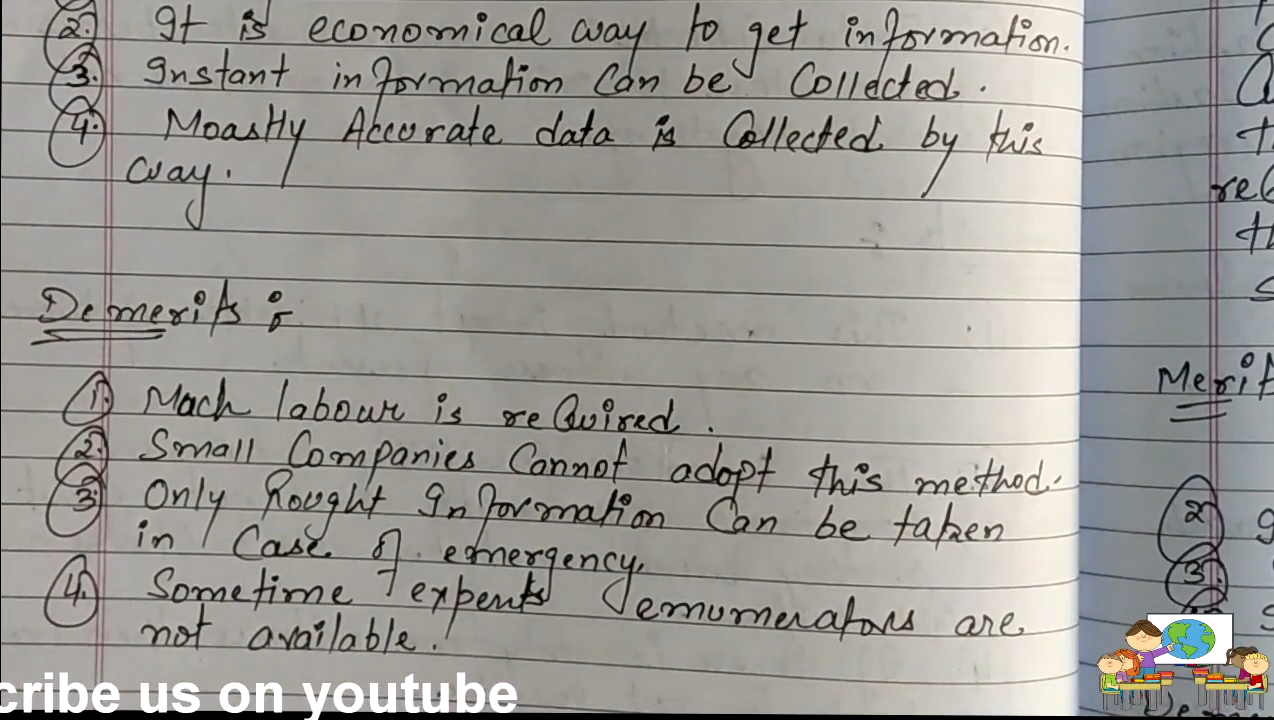 2. It is economical way to get information.
3. Instant information Can be Collected.
4. Moastly Accurate data is Collected by this
way.
Demerits :
1. Mach labour is reQuired.
2. Small Companies Cannot adopt this method.
3. Only Rought Information Can be taken
in Case of emergency.
4. Sometime experts enumerators are
not available.
Merit
2
3.
cribe us on youtube